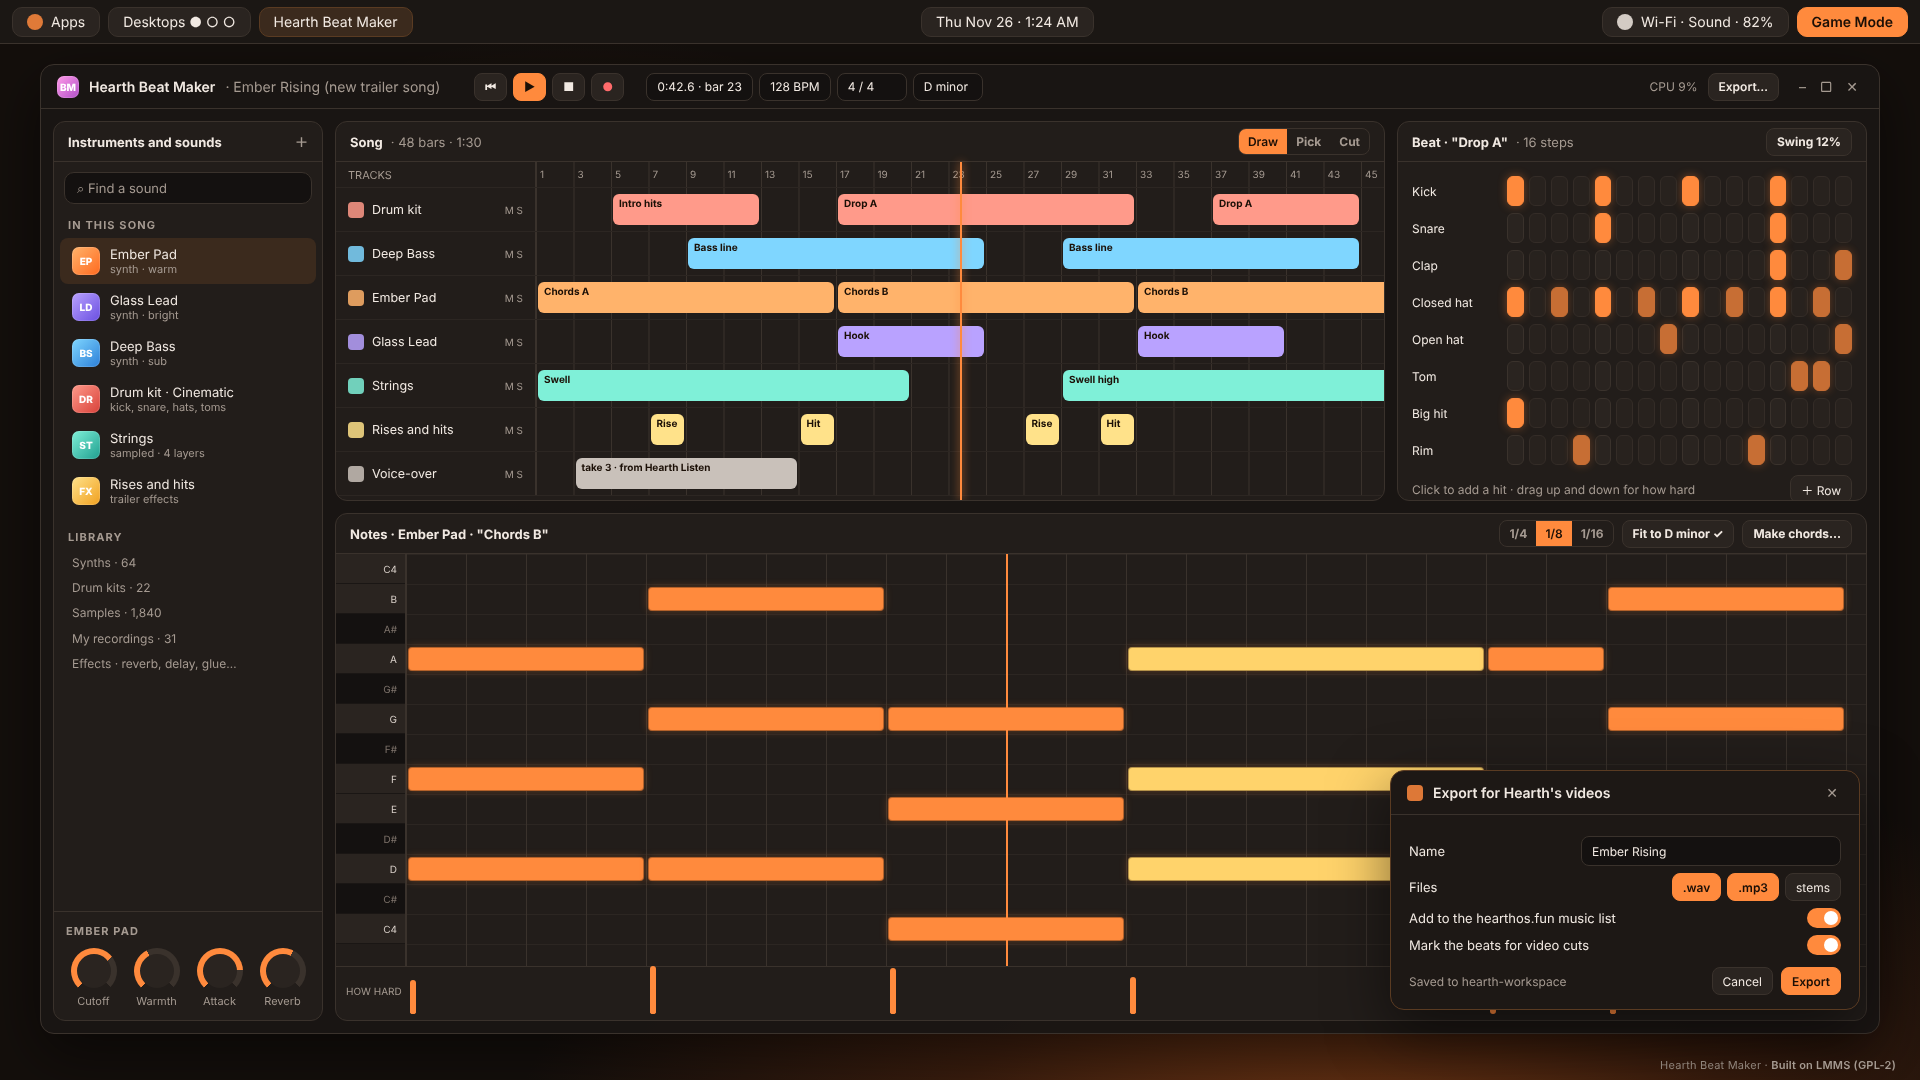 Apps
Desktops
Hearth Beat Maker
Thu Nov 26 · 1:24 AM
Wi-Fi · Sound · 82%
Game Mode
BM Hearth Beat Maker · Ember Rising (new trailer song)
0:42.6 · bar 23
128 BPM
4 / 4
D minor
CPU 9%
Export...
Instruments and sounds
Find a sound
IN THIS SONG
EP Ember Pad
synth · warm
LD Glass Lead
synth · bright
BS Deep Bass
synth · sub
DR Drum kit · Cinematic
kick, snare, hats, toms
ST Strings
sampled · 4 layers
FX Rises and hits
trailer effects
LIBRARY
Synths · 64
Drum kits · 22
Samples · 1,840
My recordings · 31
Effects · reverb, delay, glue...
EMBER PAD
Cutoff Warmth Attack Reverb
Song · 48 bars · 1:30
Draw Pick Cut
TRACKS 1 3 5 7 9 11 13 15 17 19 21 23 25 27 29 31 33 35 37 39 41 43 45
Drum kit M S Intro hits Drop A Drop A
Deep Bass M S Bass line Bass line
Ember Pad M S Chords A Chords B Chords B
Glass Lead M S Hook Hook
Strings M S Swell Swell high
Rises and hits M S Rise Hit Rise Hit
Voice-over M S take 3 · from Hearth Listen
Beat · "Drop A" · 16 steps
Swing 12%
Kick
Snare
Clap
Closed hat
Open hat
Tom
Big hit
Rim
Click to add a hit · drag up and down for how hard
+ Row
Notes · Ember Pad · "Chords B"
1/4 1/8 1/16
Fit to D minor ✓
Make chords...
C4
B
A#
A
G#
G
F#
F
E
D#
D
C#
C4
HOW HARD
Export for Hearth's videos
Name Ember Rising
Files .wav .mp3 stems
Add to the hearthos.fun music list
Mark the beats for video cuts
Saved to hearth-workspace
Cancel
Export
Hearth Beat Maker · Built on LMMS (GPL-2)